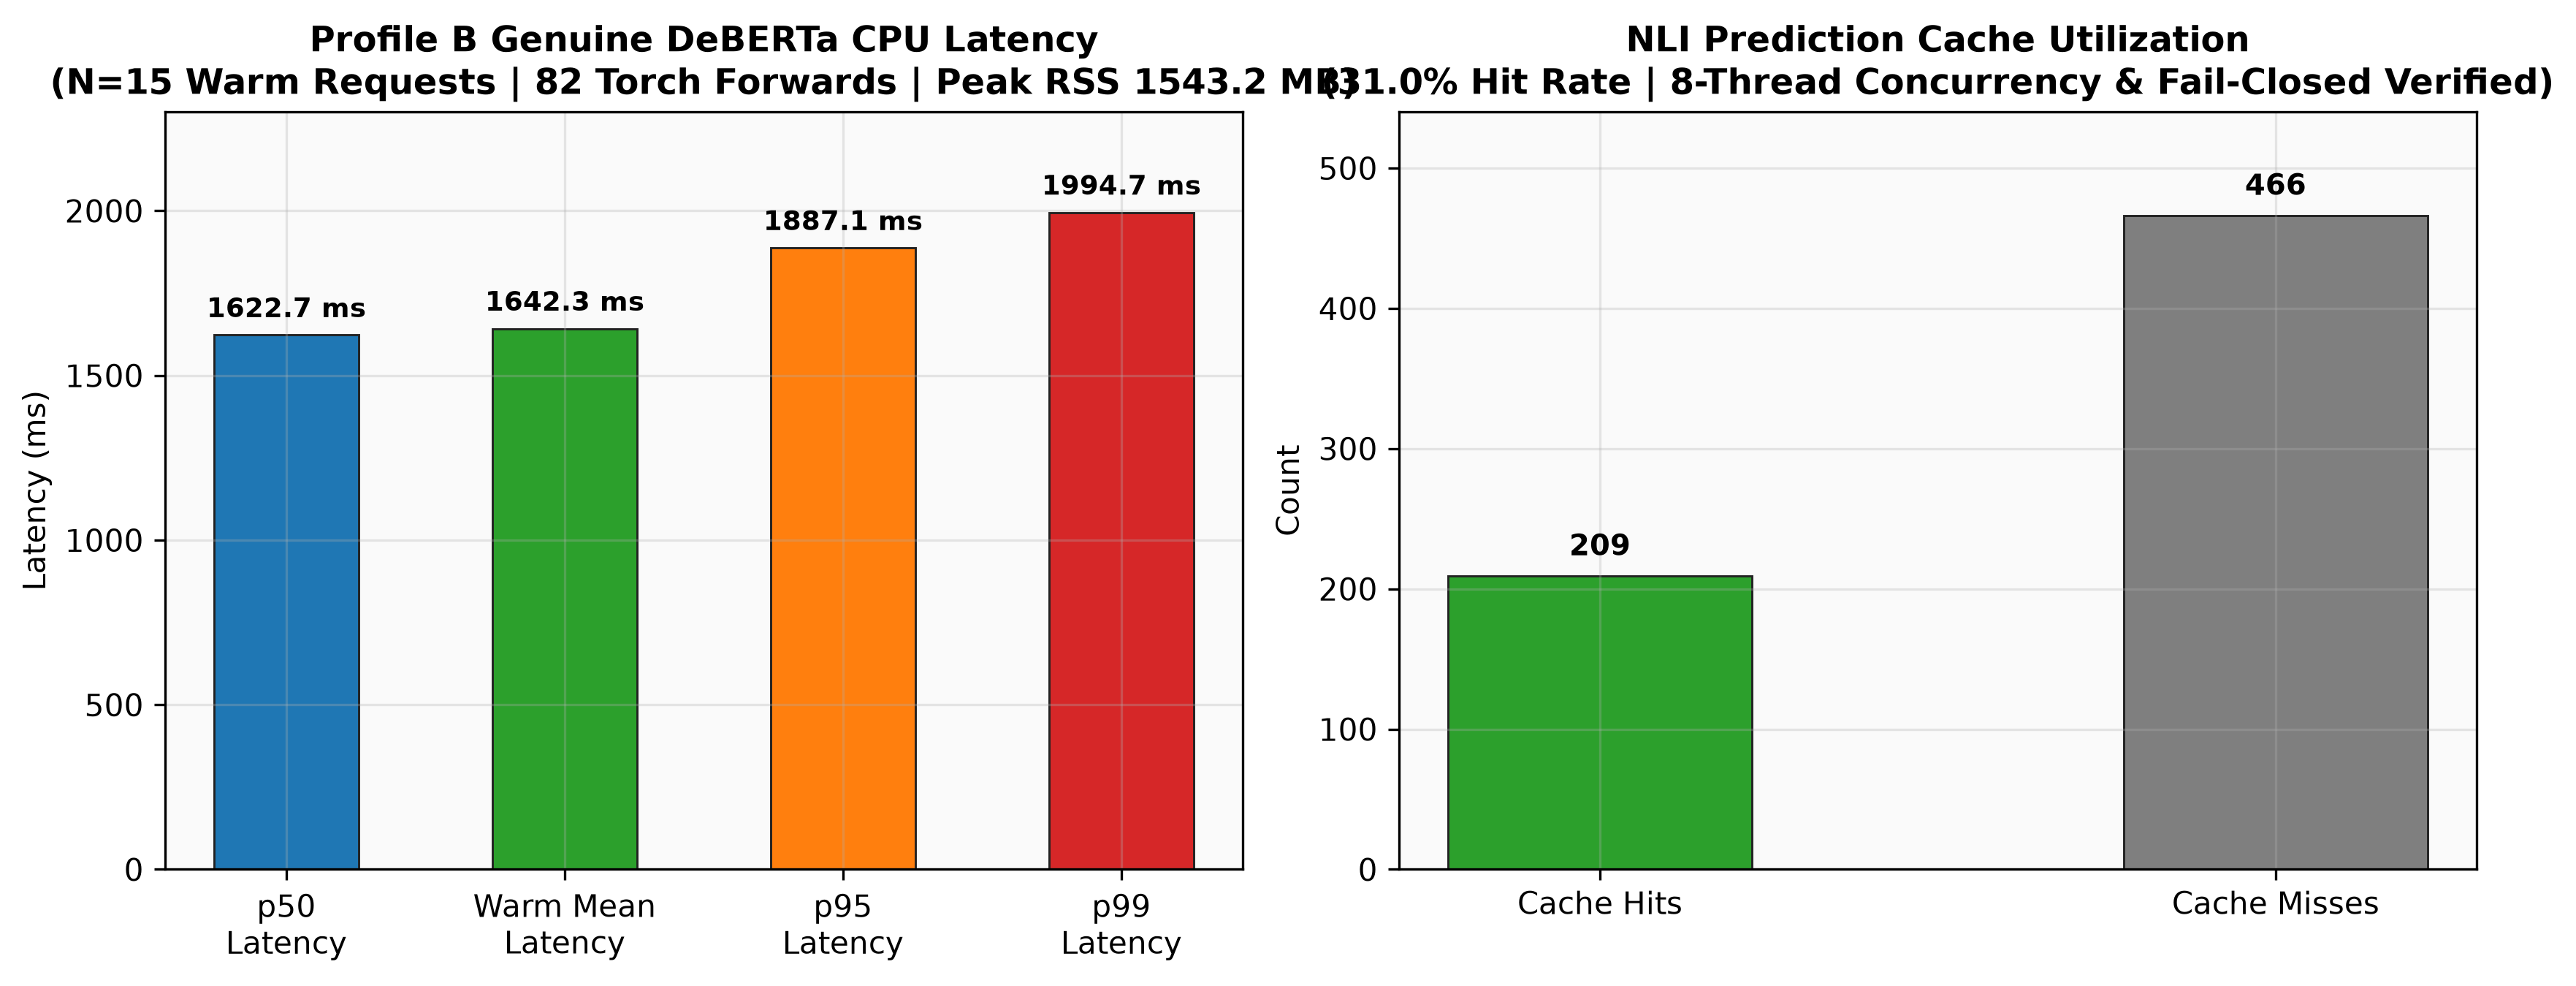 Profile B Genuine DeBERTa CPU Latency
(N=15 Warm Requests | 82 Torch Forwards | Peak RSS 1543.2 MB)
Latency (ms)
2000
1500
1000
500
0
1622.7 ms
1642.3 ms
1887.1 ms
1994.7 ms
p50
Latency
Warm Mean
Latency
p95
Latency
p99
Latency
NLI Prediction Cache Utilization
(31.0% Hit Rate | 8-Thread Concurrency & Fail-Closed Verified)
Count
500
400
300
200
100
0
209
466
Cache Hits
Cache Misses